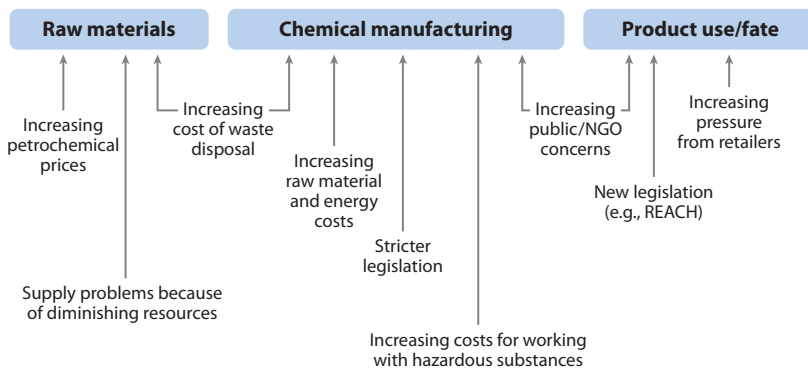 Raw materials
Chemical manufacturing
Product use/fate
Increasing
petrochemical
prices
Increasing
cost of waste
disposal
Increasing
raw material
and energy
costs
Increasing
public/NGO
concerns
Increasing
pressure
from retailers
New legislation
(e.g., REACH)
Stricter
legislation
Supply problems because
of diminishing resources
Increasing costs for working
with hazardous substances